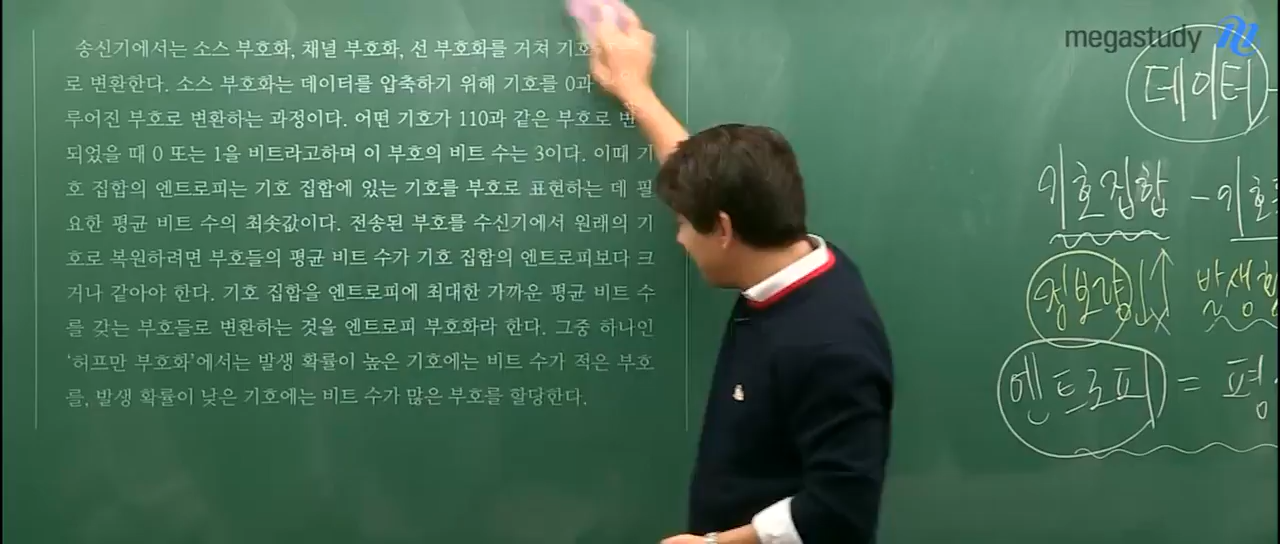 송신기에서는 소스 부호화, 채널 부호화, 선 부호화를 거쳐 기호
로 변환한다. 소스 부호화는 데이터를 압축하기 위해 기호를 0과
루어진 부호로 변환하는 과정이다. 어떤 기호가 110과 같은 부호로 변
되었을 때 0 또는 1을 비트라고하며 이 부호의 비트 수는 3이다. 이때 기
호 집합의 엔트로피는 기호 집합에 있는 기호를 부호로 표현하는 데 필
요한 평균 비트 수의 최솟값이다. 전송된 부호를 수신기에서 원래의 기
호로 복원하려면 부호들의 평균 비트 수가 기호 집합의 엔트로피보다 크
거나 같아야 한다. 기호 집합을 엔트로피에 최대한 가까운 평균 비트 수
를 갖는 부호들로 변환하는 것을 엔트로피 부호화라 한다. 그중 하나인
'허프만 부호화'에서는 발생 확률이 높은 기호에는 비트 수가 적은 부호
를, 발생 확률이 낮은 기호에는 비트 수가 많은 부호를 할당한다.
megastudy
데이터
기호집합 - 기호
정보량↓↑ 발생
엔트로피 = 평